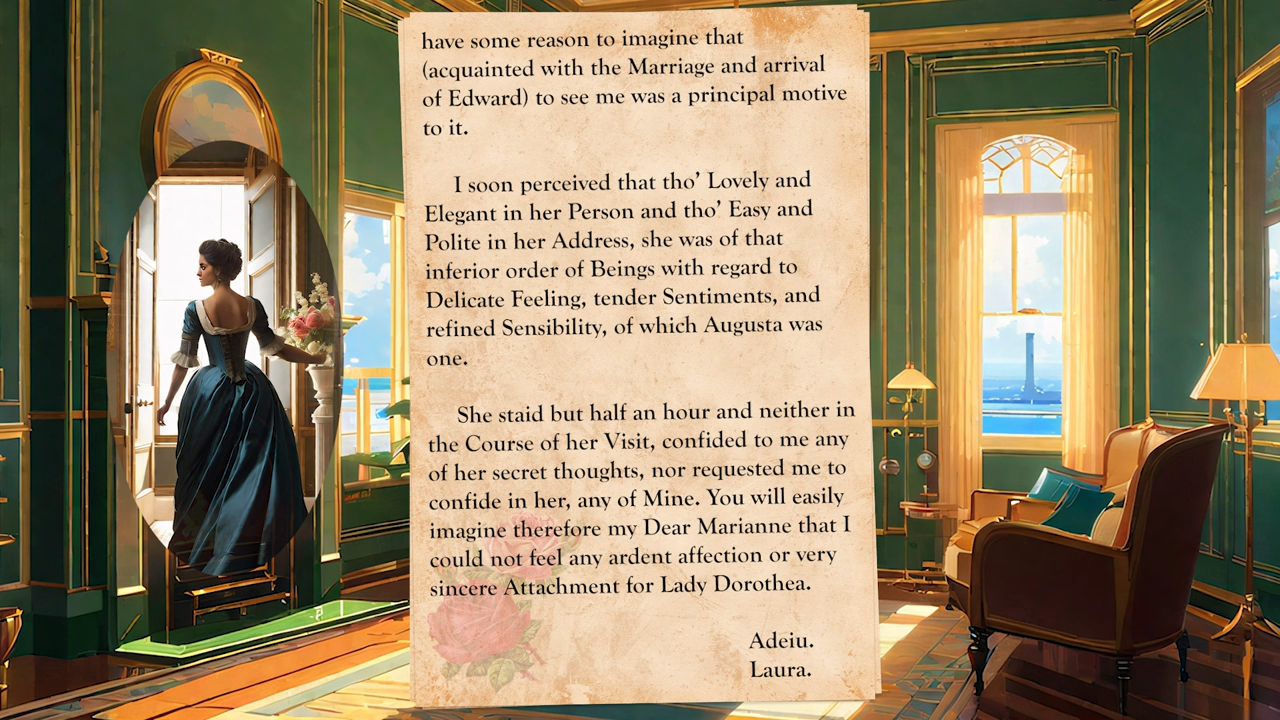 have some reason to imagine that
(acquainted with the Marriage and arrival
of Edward) to see me was a principal motive
to it.
I soon perceived that tho’ Lovely and
Elegant in her Person and tho’ Easy and
Polite in her Address, she was of that
inferior order of Beings with regard to
Delicate Feeling, tender Sentiments, and
refined Sensibility, of which Augusta was
one.
She staid but half an hour and neither in
the Course of her Visit, confided to me any
of her secret thoughts, nor requested me to
confide in her, any of Mine. You will easily
imagine therefore my Dear Marianne that I
could not feel any ardent affection or very
sincere Attachment for Lady Dorothea.
Adeiu.
Laura.